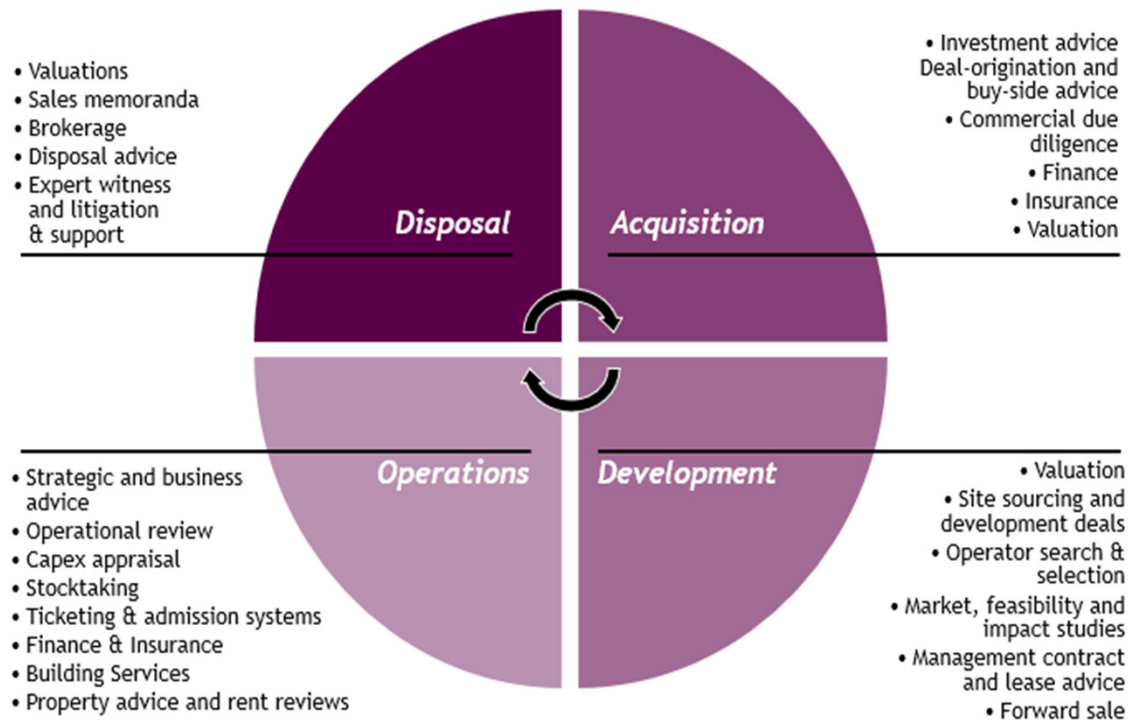 • Valuations
• Sales memoranda
• Brokerage
• Disposal advice
• Expert witness
and litigation
& support
Disposal
Acquisition
• Investment advice
Deal-origination and
buy-side advice
• Commercial due
diligence
• Finance
• Insurance
• Valuation
Operations
• Strategic and business
advice
• Operational review
• Capex appraisal
• Stocktaking
• Ticketing & admission systems
• Finance & Insurance
• Building Services
• Property advice and rent reviews
Development
• Valuation
• Site sourcing and
development deals
• Operator search &
selection
• Market, feasibility and
impact studies
• Management contract
and lease advice
• Forward sale